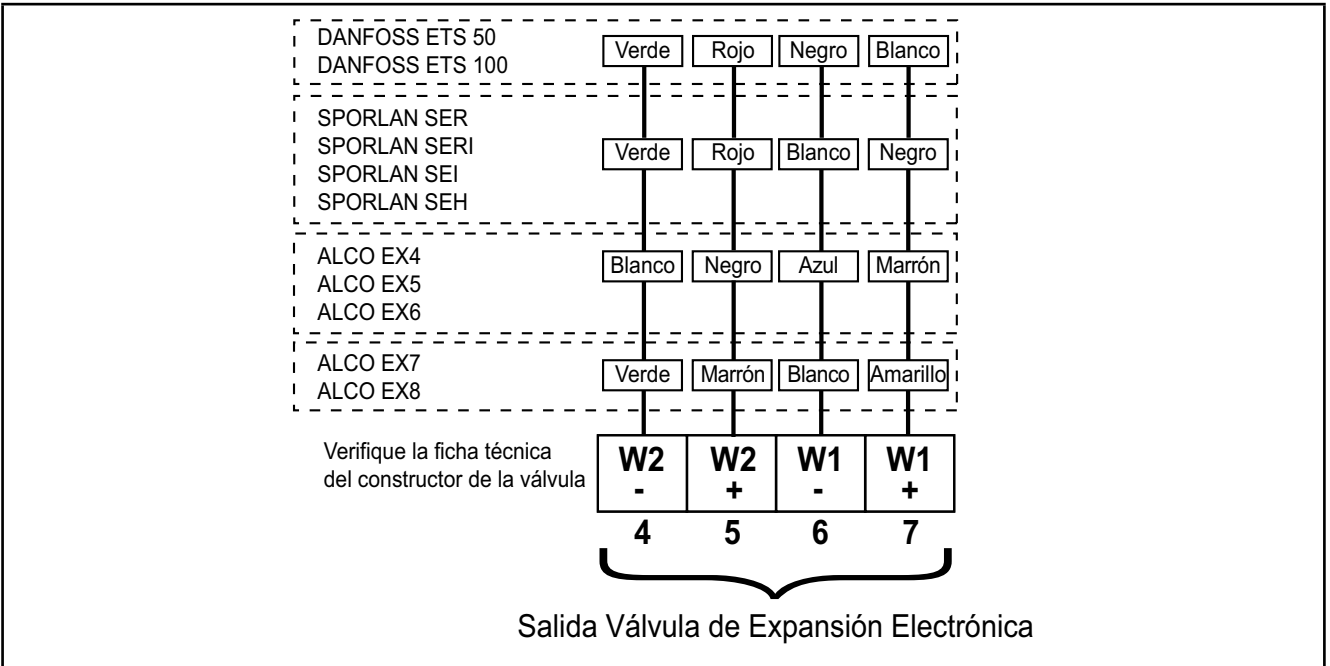 DANFOSS ETS 50
DANFOSS ETS 100
Verde Rojo Negro Blanco
SPORLAN SER
SPORLAN SERI
SPORLAN SEI
SPORLAN SEH
Verde Rojo Blanco Negro
ALCO EX4
ALCO EX5
ALCO EX6
Blanco Negro Azul Marrón
ALCO EX7
ALCO EX8
Verde Marrón Blanco Amarillo
Verifique la ficha técnica
del constructor de la válvula
W2 W2 W1 W1
- + - +
4 5 6 7
Salida Válvula de Expansión Electrónica